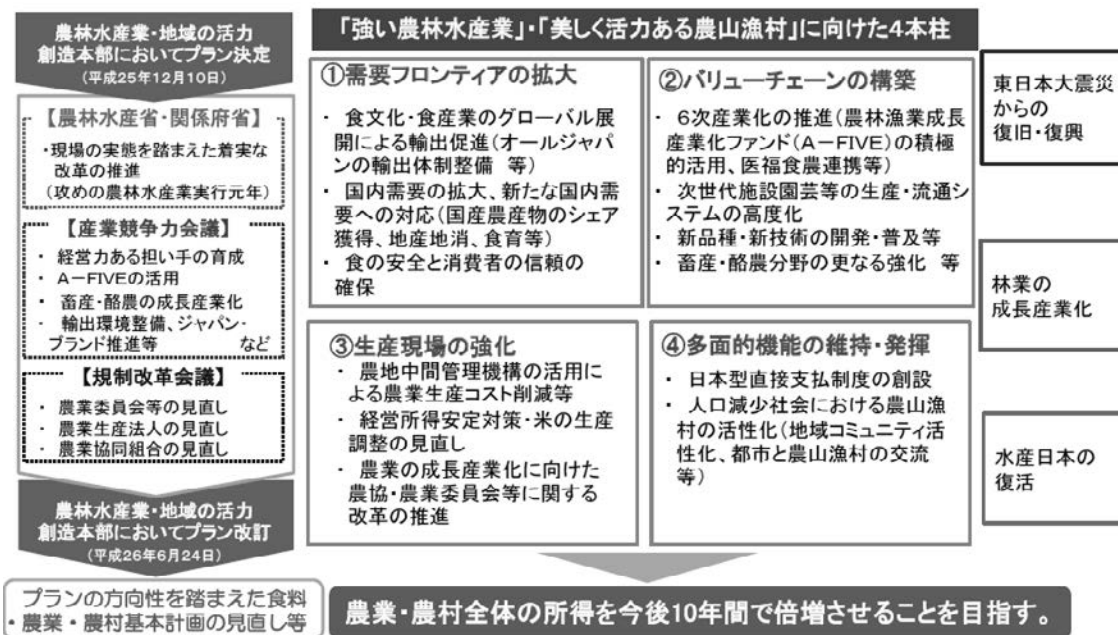 農林水産業・地域の活力
創造本部においてプラン決定
(平成25年12月10日)
【農林水産省・関係府省】
・現場の実態を踏まえた着実な
改革の推進
(攻めの農林水産業実行元年)
【産業競争力会議】
・ 経営力ある担い手の育成
・ A-FIVEの活用
・ 畜産・酪農の成長産業化
・ 輸出環境整備、ジャパン・
ブランド推進等 など
【規制改革会議】
・ 農業委員会等の見直し
・ 農業生産法人の見直し
・ 農業協同組合の見直し
農林水産業・地域の活力
創造本部においてプラン改訂
(平成26年6月24日)
プランの方向性を踏まえた食料
・農業・農村基本計画の見直し等
「強い農林水産業」・「美しく活力ある農山漁村」に向けた4本柱
①需要フロンティアの拡大
・ 食文化・食産業のグローバル展
開による輸出促進(オールジャパ
ンの輸出体制整備 等)
・ 国内需要の拡大、新たな国内需
要への対応(国産農産物のシェア
獲得、地産地消、食育等)
・ 食の安全と消費者の信頼の
確保
②バリューチェーンの構築
・ 6次産業化の推進(農林漁業成長
産業化ファンド(A-FIVE)の積極
的活用、医福食農連携等)
・ 次世代施設園芸等の生産・流通シ
ステムの高度化
・ 新品種・新技術の開発・普及等
・ 畜産・酪農分野の更なる強化 等
③生産現場の強化
・ 農地中間管理機構の活用に
よる農業生産コスト削減等
・ 経営所得安定対策・米の生産
調整の見直し
・ 農業の成長産業化に向けた
農協・農業委員会等に関する
改革の推進
④多面的機能の維持・発揮
・ 日本型直接支払制度の創設
・ 人口減少社会における農山漁
村の活性化(地域コミュニティ活
性化、都市と農山漁村の交流
等)
東日本大震災
からの
復旧・復興
林業の
成長産業化
水産日本の
復活
農業・農村全体の所得を今後10年間で倍増させることを目指す。